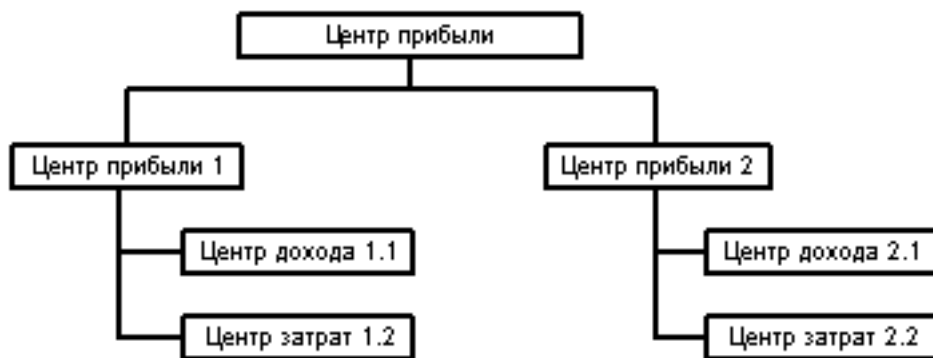 Центр прибыли
Центр прибыли 1
Центр прибыли 2
Центр дохода 1.1
Центр дохода 2.1
Центр затрат 1.2
Центр затрат 2.2